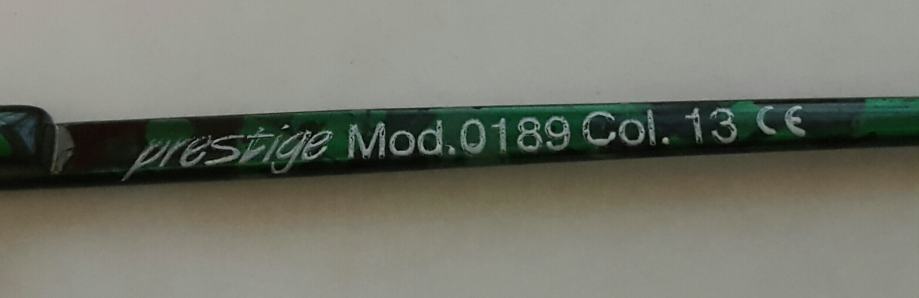 prestige Mod.0189 Col. 13 CE